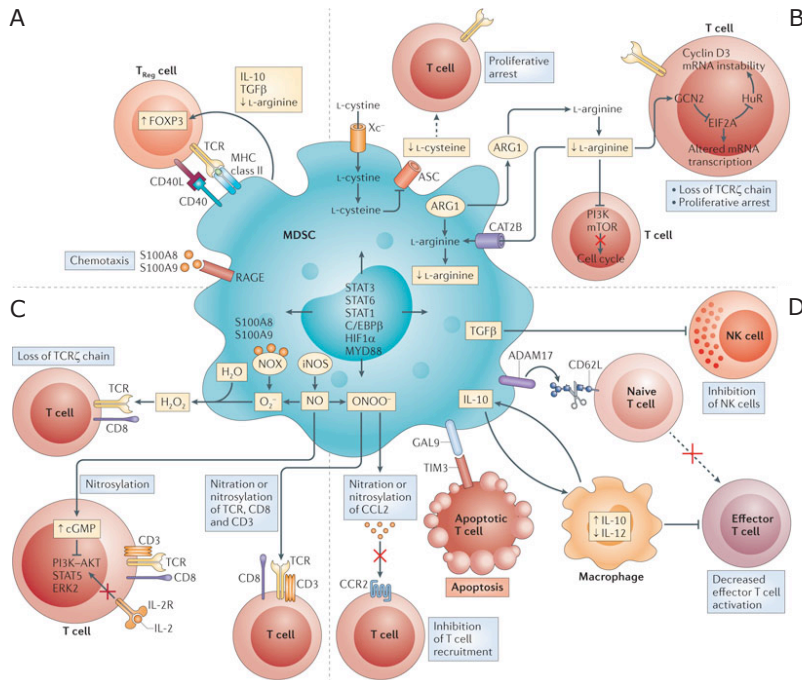 A
B
T Reg cell
↑ FOXP3
IL-10
TGFβ
↓ L-arginine
TCR
MHC
class II
CD40L
CD40
Chemotaxis
S100A8
S100A9
RAGE
MDSC
L-cystine
Xc⁻
L-cystine
L-cysteine
T cell
Proliferative
arrest
↓ L-cysteine
ASC
ARG1
L-arginine
↓ L-arginine
ARG1
L-arginine
↓ L-arginine
CAT2B
T cell
Cyclin D3
mRNA instability
GCN2
HuR
EIF2A
Altered mRNA
transcription
• Loss of TCRζ chain
• Proliferative arrest
PI3K
mTOR
Cell cycle
T cell
STAT3
STAT6
STAT1
C/EBPβ
HIF1α
MYD88
C
D
Loss of TCRζ chain
T cell
TCR
CD8
H₂O₂
H₂O
S100A8
S100A9
NOX
iNOS
O₂⁻
NO
ONOO⁻
Nitrosylation
↑ cGMP
PI3K–AKT
STAT5
ERK2
CD3
TCR
CD8
IL-2R
IL-2
T cell
Nitration or
nitrosylation
of TCR, CD8
and CD3
CD8
TCR
CD3
T cell
Nitration or
nitrosylation
of CCL2
CCR2
T cell
Inhibition
of T cell
recruitment
TGFβ
NK cell
Inhibition
of NK cells
ADAM17
CD62L
Naive
T cell
IL-10
GAL9
TIM3
Apoptotic
T cell
Apoptosis
↑ IL-10
↓ IL-12
Macrophage
Effector
T cell
Decreased
effector T cell
activation